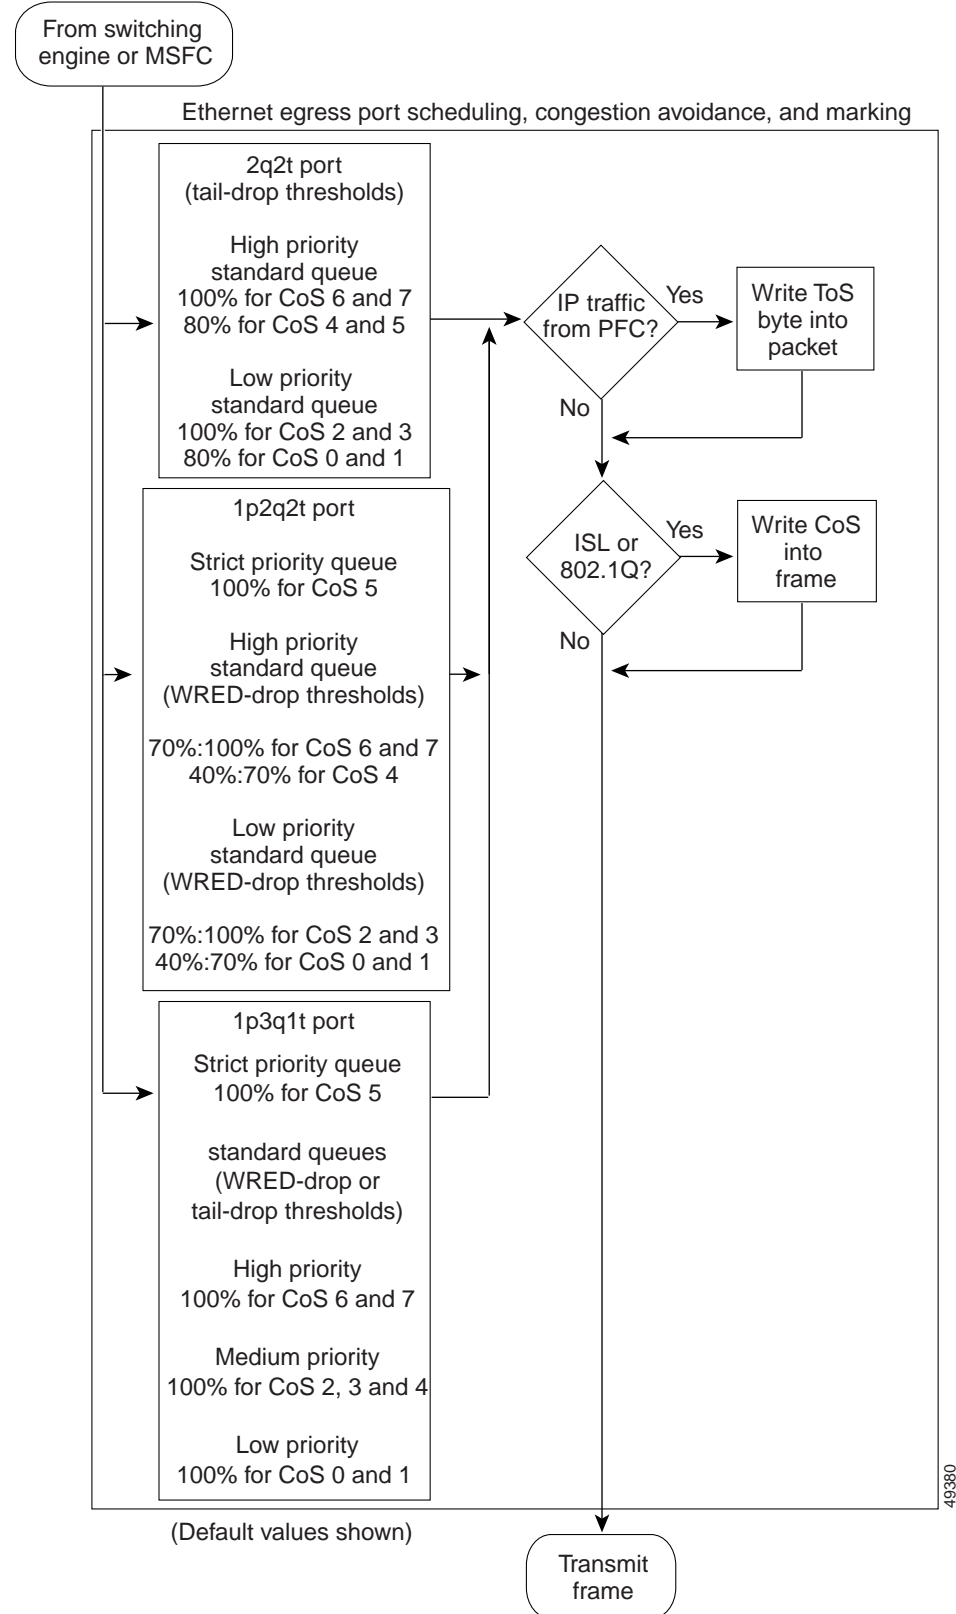 From switching
engine or MSFC
Ethernet egress port scheduling, congestion avoidance, and marking
2q2t port
(tail-drop thresholds)
High priority
standard queue
100% for CoS 6 and 7
80% for CoS 4 and 5
Low priority
standard queue
100% for CoS 2 and 3
80% for CoS 0 and 1
1p2q2t port
Strict priority queue
100% for CoS 5
High priority
standard queue
(WRED-drop thresholds)
70%:100% for CoS 6 and 7
40%:70% for CoS 4
Low priority
standard queue
(WRED-drop thresholds)
70%:100% for CoS 2 and 3
40%:70% for CoS 0 and 1
1p3q1t port
Strict priority queue
100% for CoS 5
standard queues
(WRED-drop or
tail-drop thresholds)
High priority
100% for CoS 6 and 7
Medium priority
100% for CoS 2, 3 and 4
Low priority
100% for CoS 0 and 1
(Default values shown)
IP traffic
from PFC?
Yes
Write ToS
byte into
packet
No
ISL or
802.1Q?
Yes
Write CoS
into
frame
No
Transmit
frame
49380